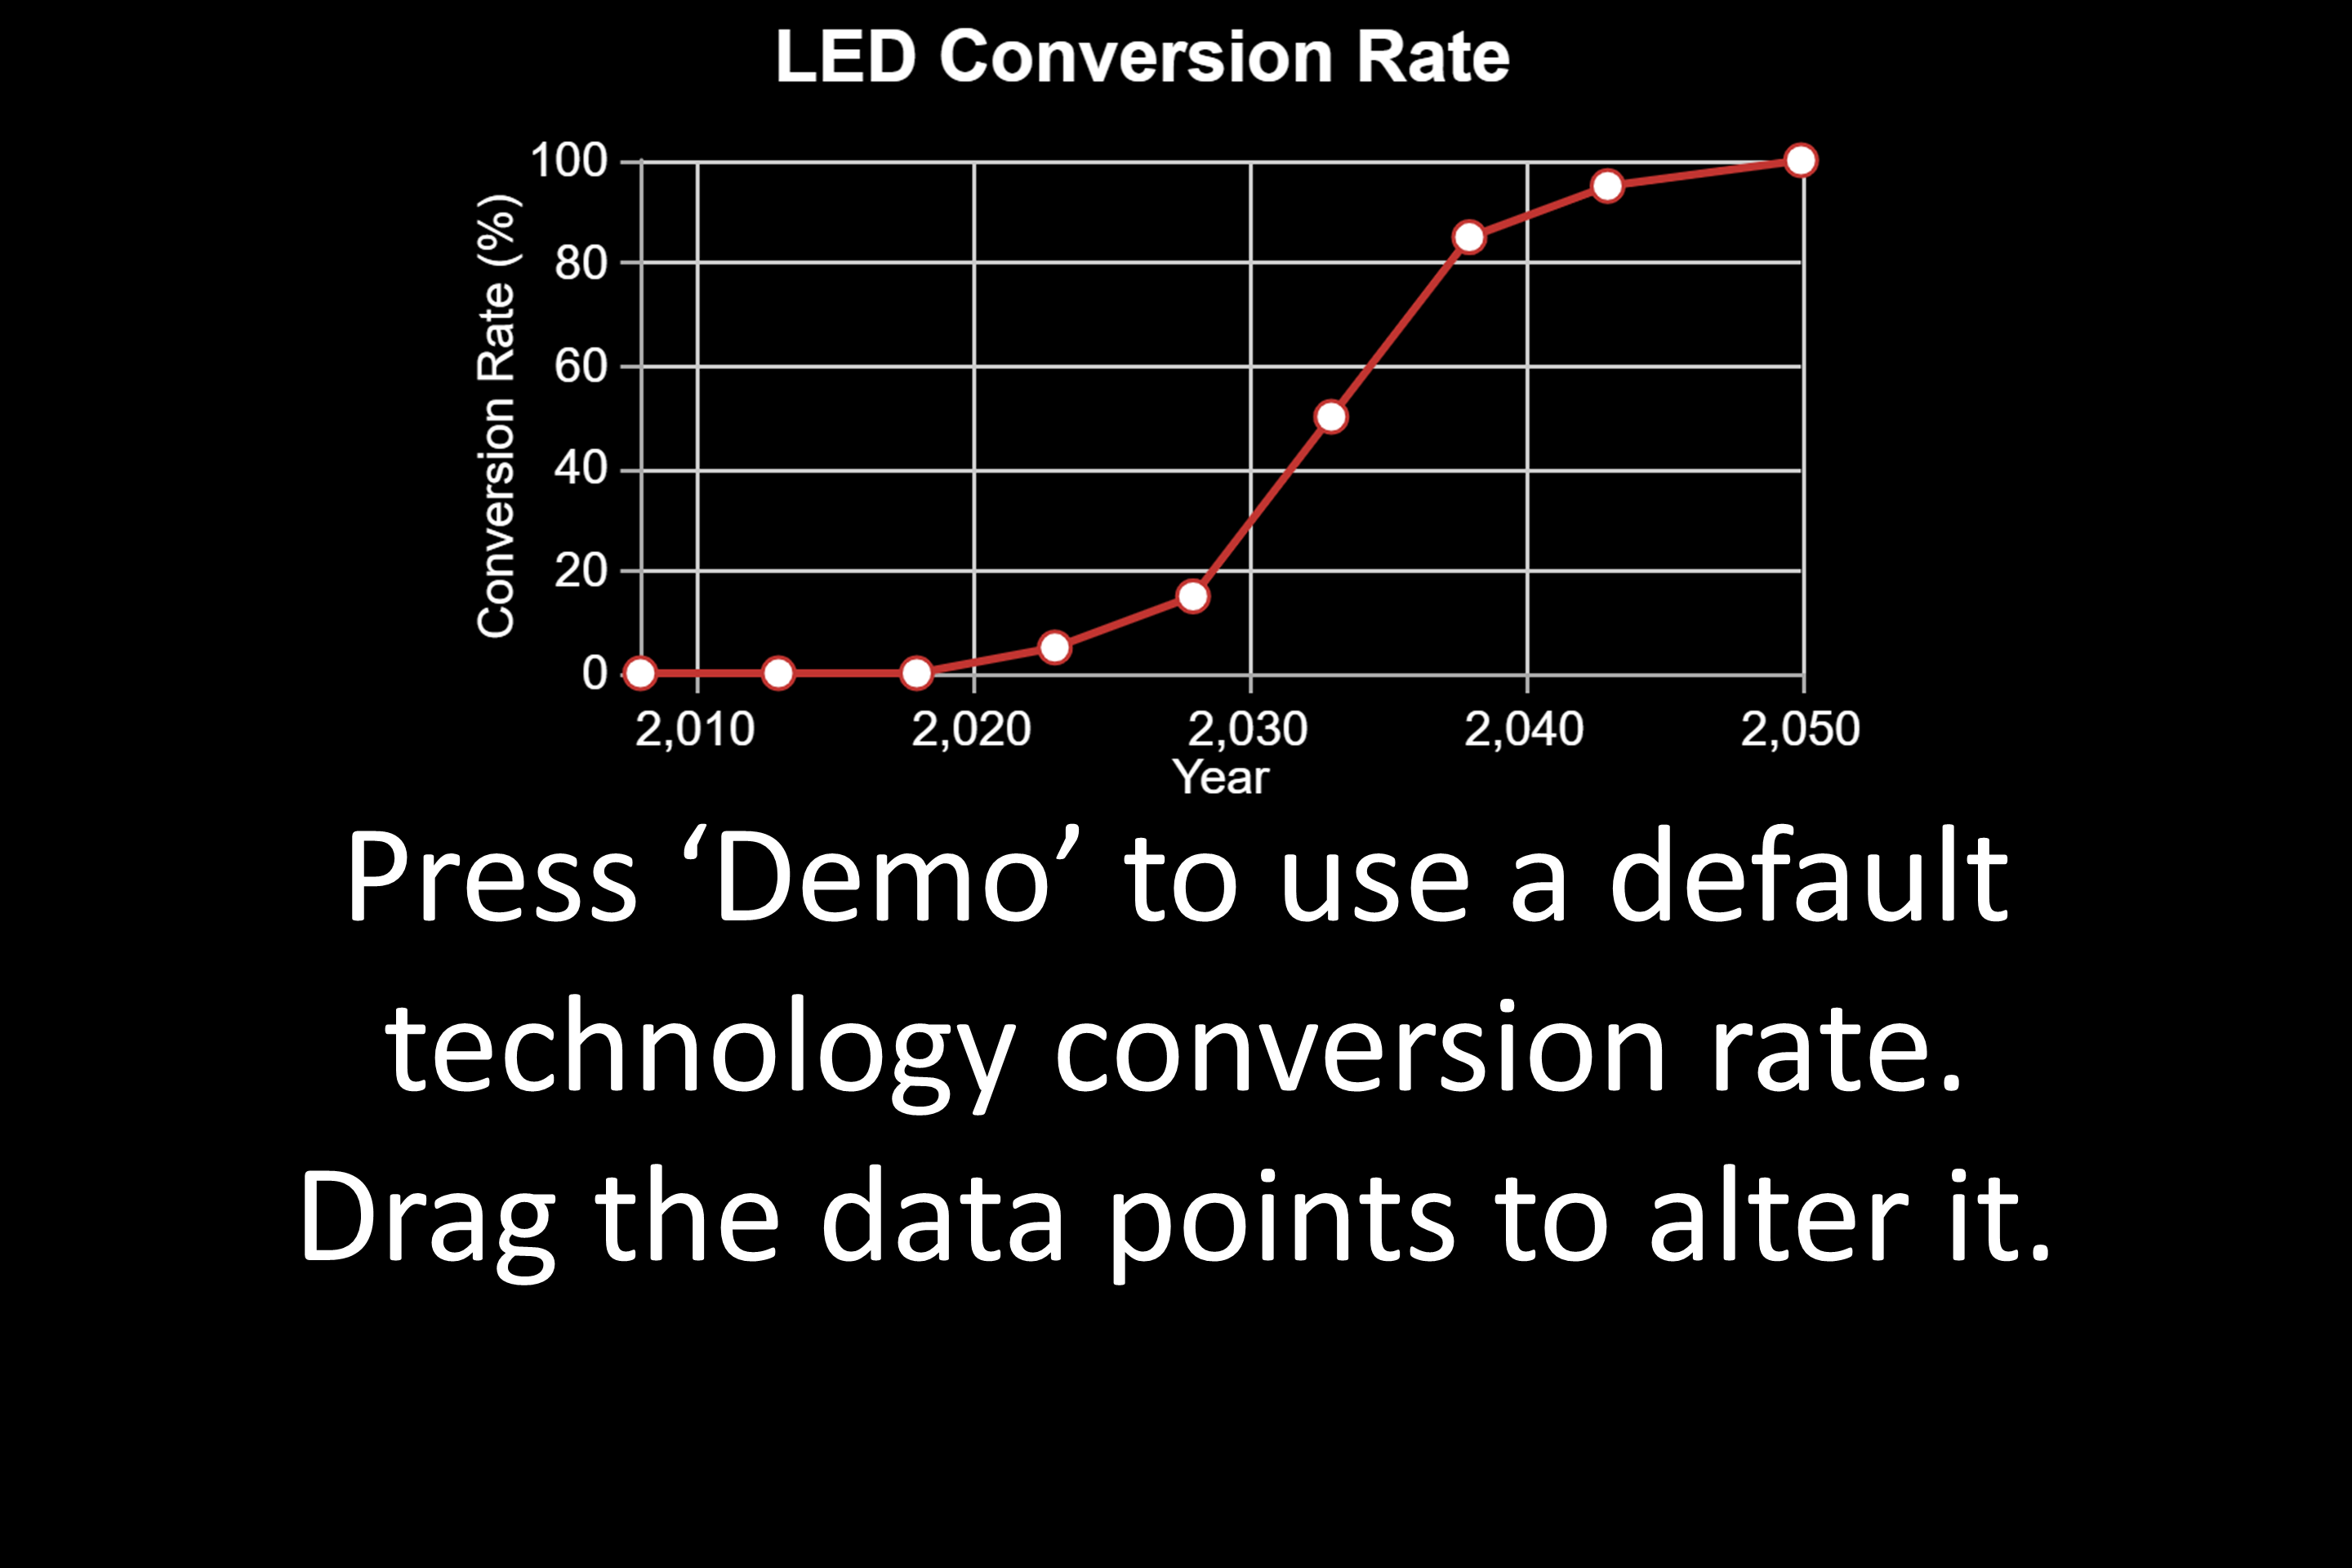 LED Conversion Rate
Conversion Rate (%)
100
80
60
40
20
0
2,010 2,020 2,030 2,040 2,050
Year
Press ‘Demo’ to use a default
technology conversion rate.
Drag the data points to alter it.